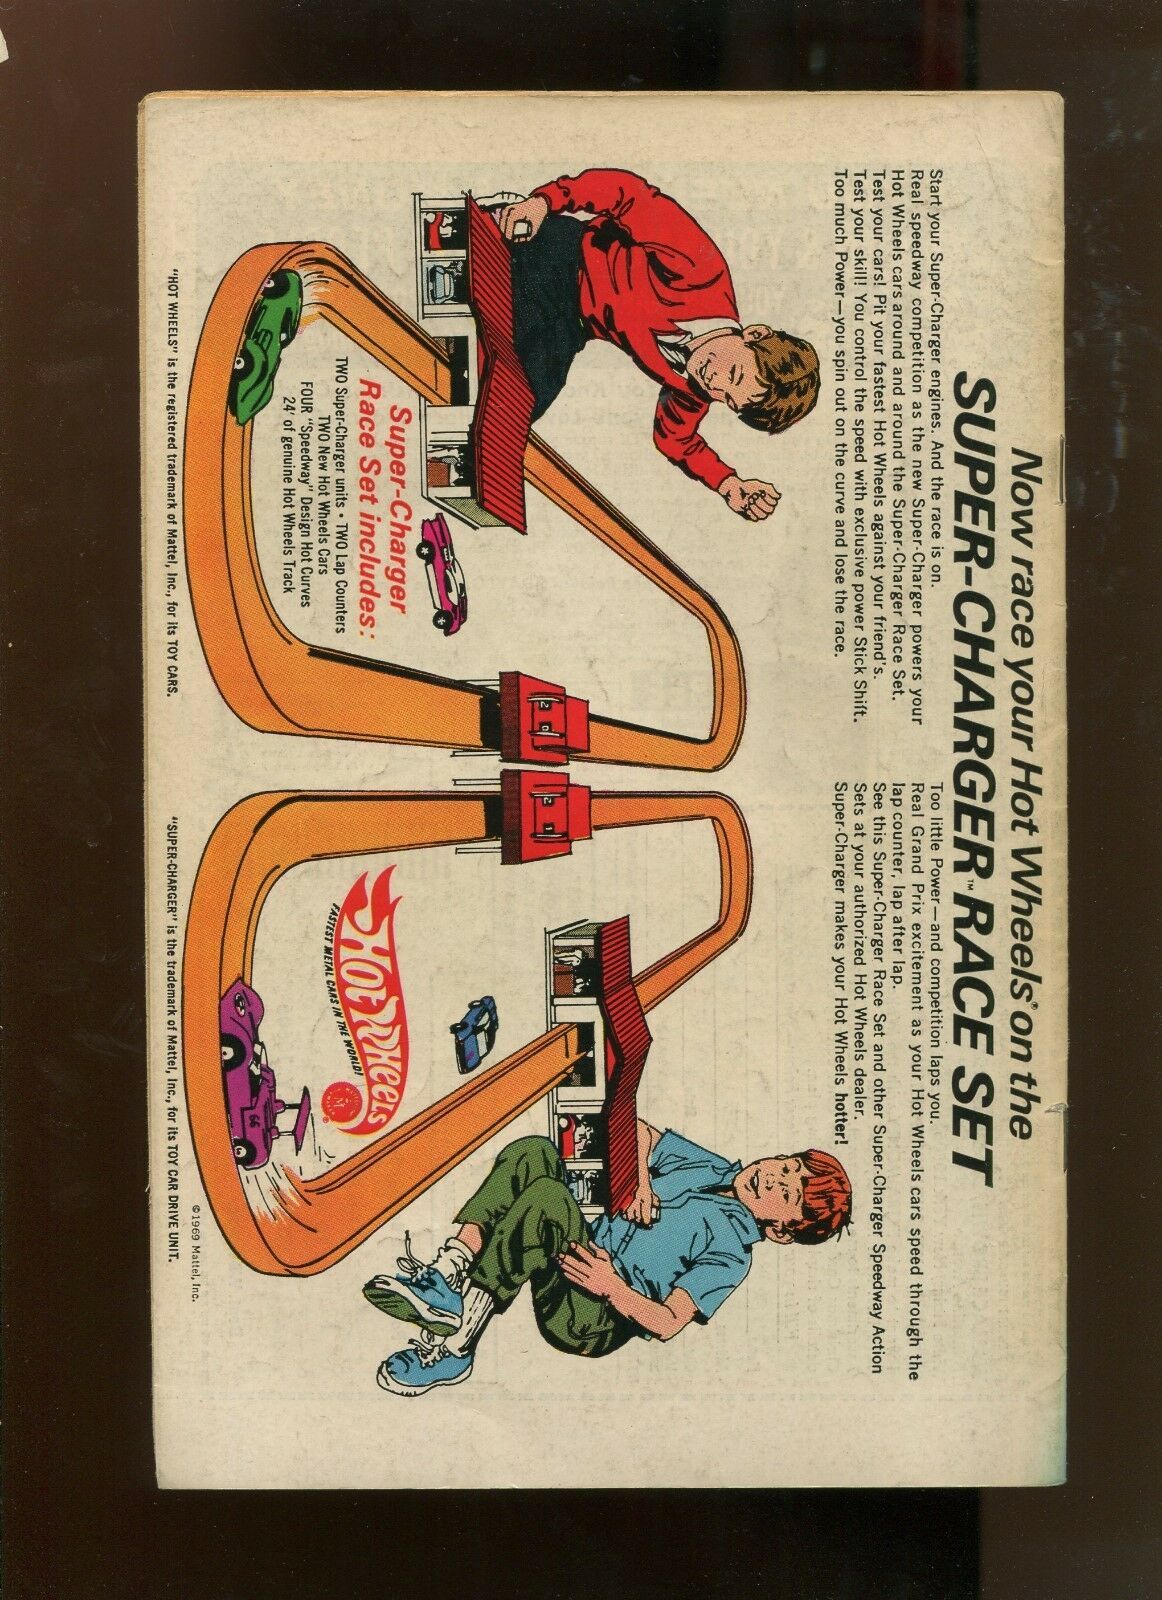 Now race your Hot Wheels® on the
SUPER-CHARGER™ RACE SET
Start your Super-Charger engines. And the race is on.
Real speedway competition as the new Super-Charger powers your
Hot Wheels cars around and around the Super-Charger Race Set.
Test your cars! Pit your fastest Hot Wheels against your friend's.
Test your skill! You control the speed with exclusive power Stick Shift.
Too much Power—you spin out on the curve and lose the race.
Too little Power—and competition laps you.
Real Grand Prix excitement as your Hot Wheels cars speed through the
lap counter, lap after lap.
See this Super-Charger Race Set and other Super-Charger Speedway Action
Sets at your authorized Hot Wheels dealer.
Super-Charger makes your Hot Wheels hotter!
Super-Charger
Race Set includes:
TWO Super-Charger units • TWO Lap Counters
TWO New Hot Wheels Cars
FOUR "Speedway" Design Hot Curves
24' of genuine Hot Wheels Track
2 0
2 0
HOT WHEELS
FASTEST METAL CARS IN THE WORLD!
M
®
66
©1969 Mattel, Inc.
"HOT WHEELS" is the registered trademark of Mattel, Inc., for its TOY CARS.
"SUPER-CHARGER" is the trademark of Mattel, Inc., for its TOY CAR DRIVE UNIT.